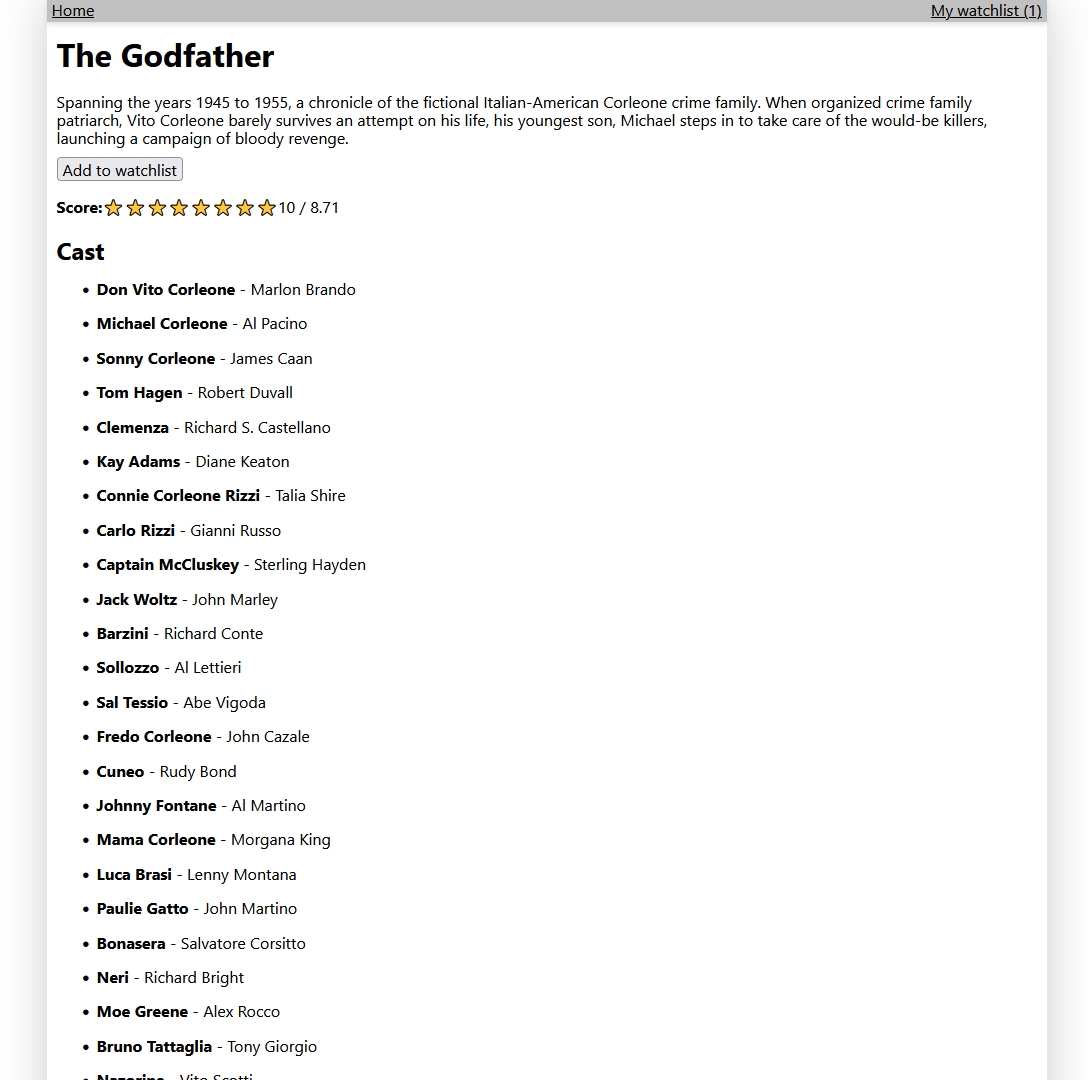 Home
My watchlist (1)
The Godfather
Spanning the years 1945 to 1955, a chronicle of the fictional Italian-American Corleone crime family. When organized crime family
patriarch, Vito Corleone barely survives an attempt on his life, his youngest son, Michael steps in to take care of the would-be killers,
launching a campaign of bloody revenge.
Add to watchlist
Score: 10 / 8.71
Cast
• Don Vito Corleone - Marlon Brando
• Michael Corleone - Al Pacino
• Sonny Corleone - James Caan
• Tom Hagen - Robert Duvall
• Clemenza - Richard S. Castellano
• Kay Adams - Diane Keaton
• Connie Corleone Rizzi - Talia Shire
• Carlo Rizzi - Gianni Russo
• Captain McCluskey - Sterling Hayden
• Jack Woltz - John Marley
• Barzini - Richard Conte
• Sollozzo - Al Lettieri
• Sal Tessio - Abe Vigoda
• Fredo Corleone - John Cazale
• Cuneo - Rudy Bond
• Johnny Fontane - Al Martino
• Mama Corleone - Morgana King
• Luca Brasi - Lenny Montana
• Paulie Gatto - John Martino
• Bonasera - Salvatore Corsitto
• Neri - Richard Bright
• Moe Greene - Alex Rocco
• Bruno Tattaglia - Tony Giorgio
• Nazorine - Vito Scotti